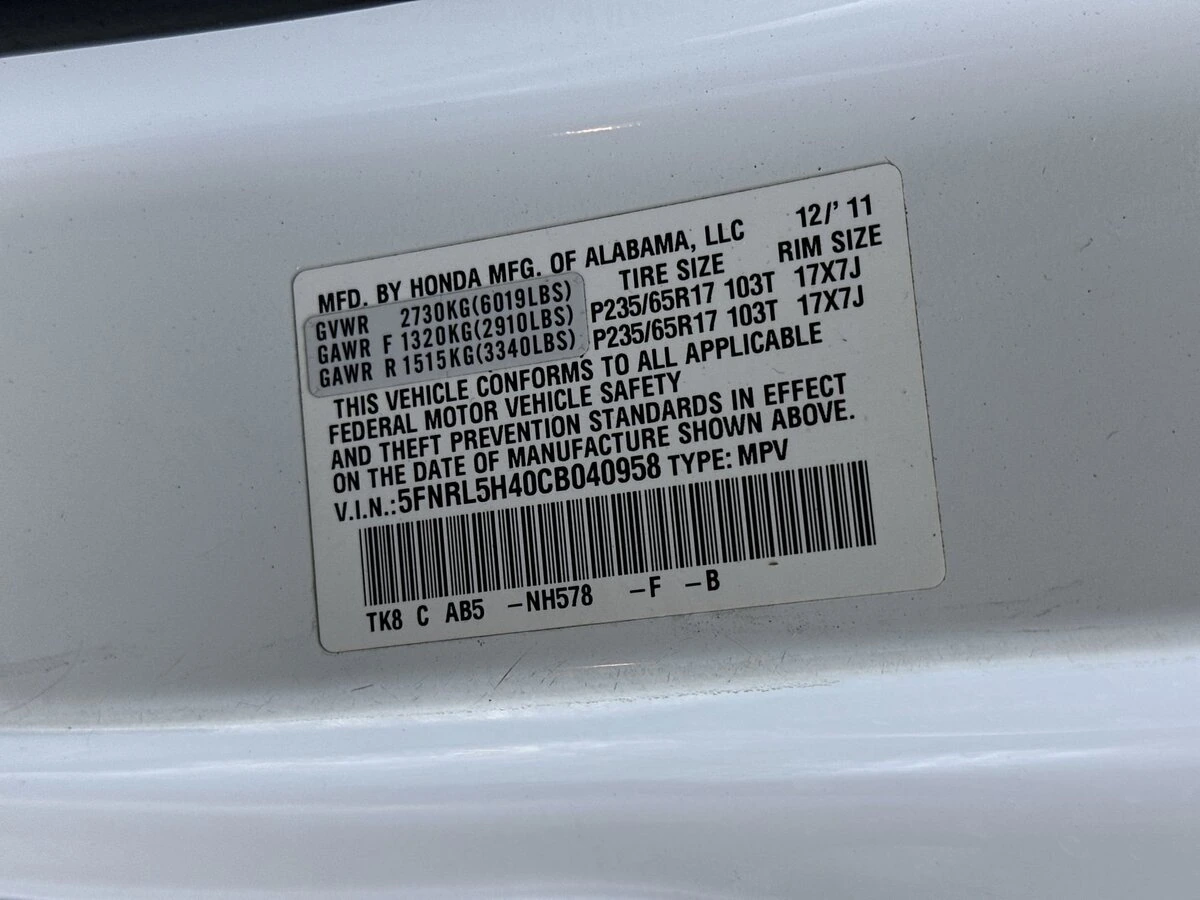 MFD. BY HONDA MFG. OF ALABAMA, LLC 12/' 11
TIRE SIZE RIM SIZE
GVWR 2730KG(6019LBS)
GAWR F 1320KG(2910LBS) P235/65R17 103T 17X7J
GAWR R 1515KG(3340LBS) P235/65R17 103T 17X7J
THIS VEHICLE CONFORMS TO ALL APPLICABLE
FEDERAL MOTOR VEHICLE SAFETY
AND THEFT PREVENTION STANDARDS IN EFFECT
ON THE DATE OF MANUFACTURE SHOWN ABOVE.
V.I.N.: 5FNRL5H40CB040958 TYPE: MPV
TK8 C AB5 -NH578 -F -B